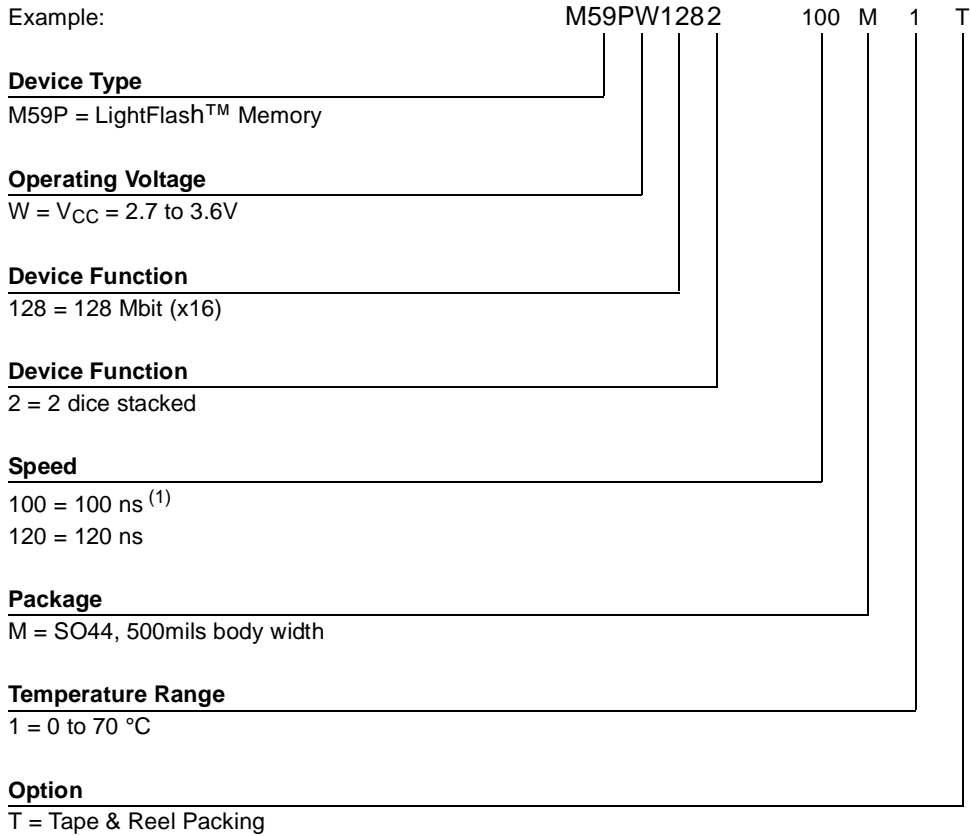 Example: M59PW1282 100 M 1 T
Device Type
M59P = LightFlash™ Memory
Operating Voltage
W = VCC = 2.7 to 3.6V
Device Function
128 = 128 Mbit (x16)
Device Function
2 = 2 dice stacked
Speed
100 = 100 ns (1)
120 = 120 ns
Package
M = SO44, 500mils body width
Temperature Range
1 = 0 to 70 °C
Option
T = Tape & Reel Packing